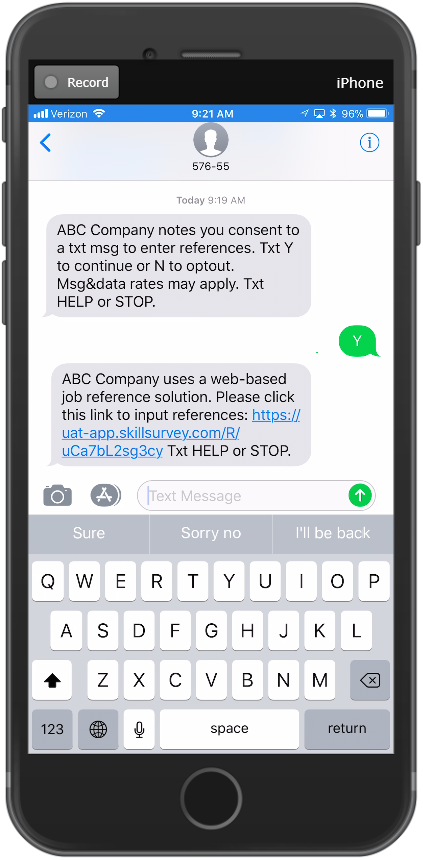 Record
iPhone
Verizon 9:21 AM 96%
576-55
Today 9:19 AM
ABC Company notes you consent to
a txt msg to enter references. Txt Y
to continue or N to optout.
Msg&data rates may apply. Txt
HELP or STOP.
Y
ABC Company uses a web-based
job reference solution. Please click
this link to input references: https://
uat-app.skillsurvey.com/R/
uCa7bL2sg3cy Txt HELP or STOP.
Text Message
Sure Sorry no I'll be back
Q W E R T Y U I O P
A S D F G H J K L
Z X C V B N M
123 space return